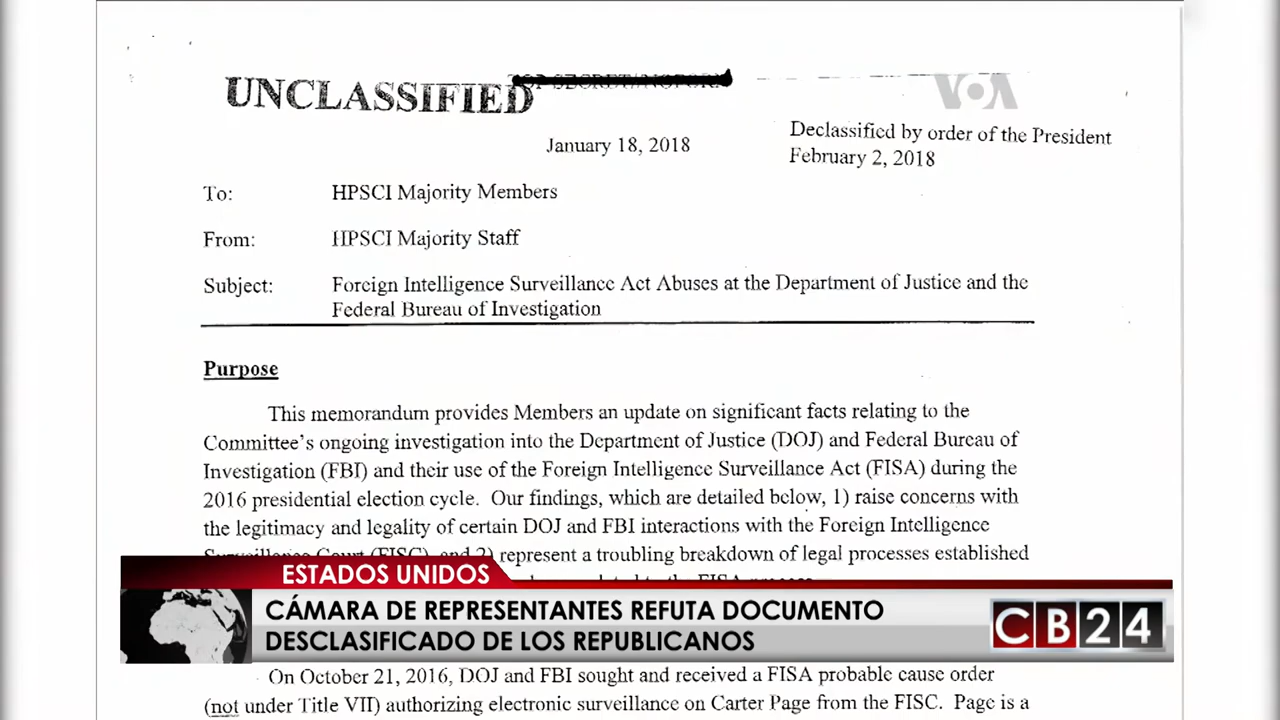 UNCLASSIFIED
VOA
January 18, 2018
Declassified by order of the President
February 2, 2018
To: HPSCI Majority Members
From: HPSCI Majority Staff
Subject: Foreign Intelligence Surveillance Act Abuses at the Department of Justice and the
Federal Bureau of Investigation
Purpose
This memorandum provides Members an update on significant facts relating to the
Committee's ongoing investigation into the Department of Justice (DOJ) and Federal Bureau of
Investigation (FBI) and their use of the Foreign Intelligence Surveillance Act (FISA) during the
2016 presidential election cycle. Our findings, which are detailed below, 1) raise concerns with
the legitimacy and legality of certain DOJ and FBI interactions with the Foreign Intelligence
Surveillance Court (FISC), and 2) represent a troubling breakdown of legal processes established
ESTADOS UNIDOS
CÁMARA DE REPRESENTANTES REFUTA DOCUMENTO
DESCLASIFICADO DE LOS REPUBLICANOS
CB24
On October 21, 2016, DOJ and FBI sought and received a FISA probable cause order
(not under Title VII) authorizing electronic surveillance on Carter Page from the FISC. Page is a